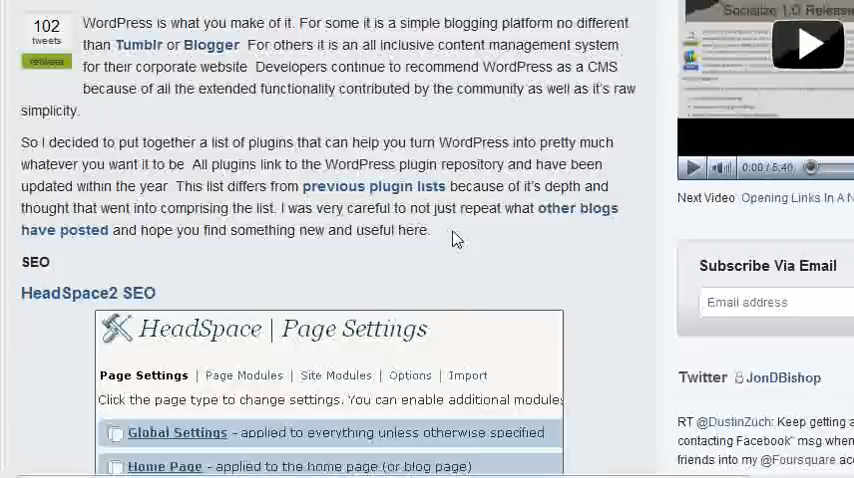 102
tweets
retweet
WordPress is what you make of it. For some it is a simple blogging platform no different
than Tumblr or Blogger  For others it is an all inclusive content management system
for their corporate website  Developers continue to recommend WordPress as a CMS
because of all the extended functionality contributed by the community as well as it's raw
simplicity.
So I decided to put together a list of plugins that can help you turn WordPress into pretty much
whatever you want it to be  All plugins link to the WordPress plugin repository and have been
updated within the year  This list differs from previous plugin lists because of it's depth and
thought that went into comprising the list. I was very careful to not just repeat what other blogs
have posted and hope you find something new and useful here.
SEO
HeadSpace2 SEO
HeadSpace | Page Settings
Page Settings | Page Modules | Site Modules | Options | Import
Click the page type to change settings. You can enable additional modules
Global Settings - applied to everything unless otherwise specified
Home Page - applied to the home page (or blog page)
Socialize 1.0 Release
0:00 / 5:40
Next Video  Opening Links In A N
Subscribe Via Email
Email address
Twitter JonDBishop
RT @DustinZuch: Keep getting a
contacting Facebook" msg when
friends into my @Foursquare acc